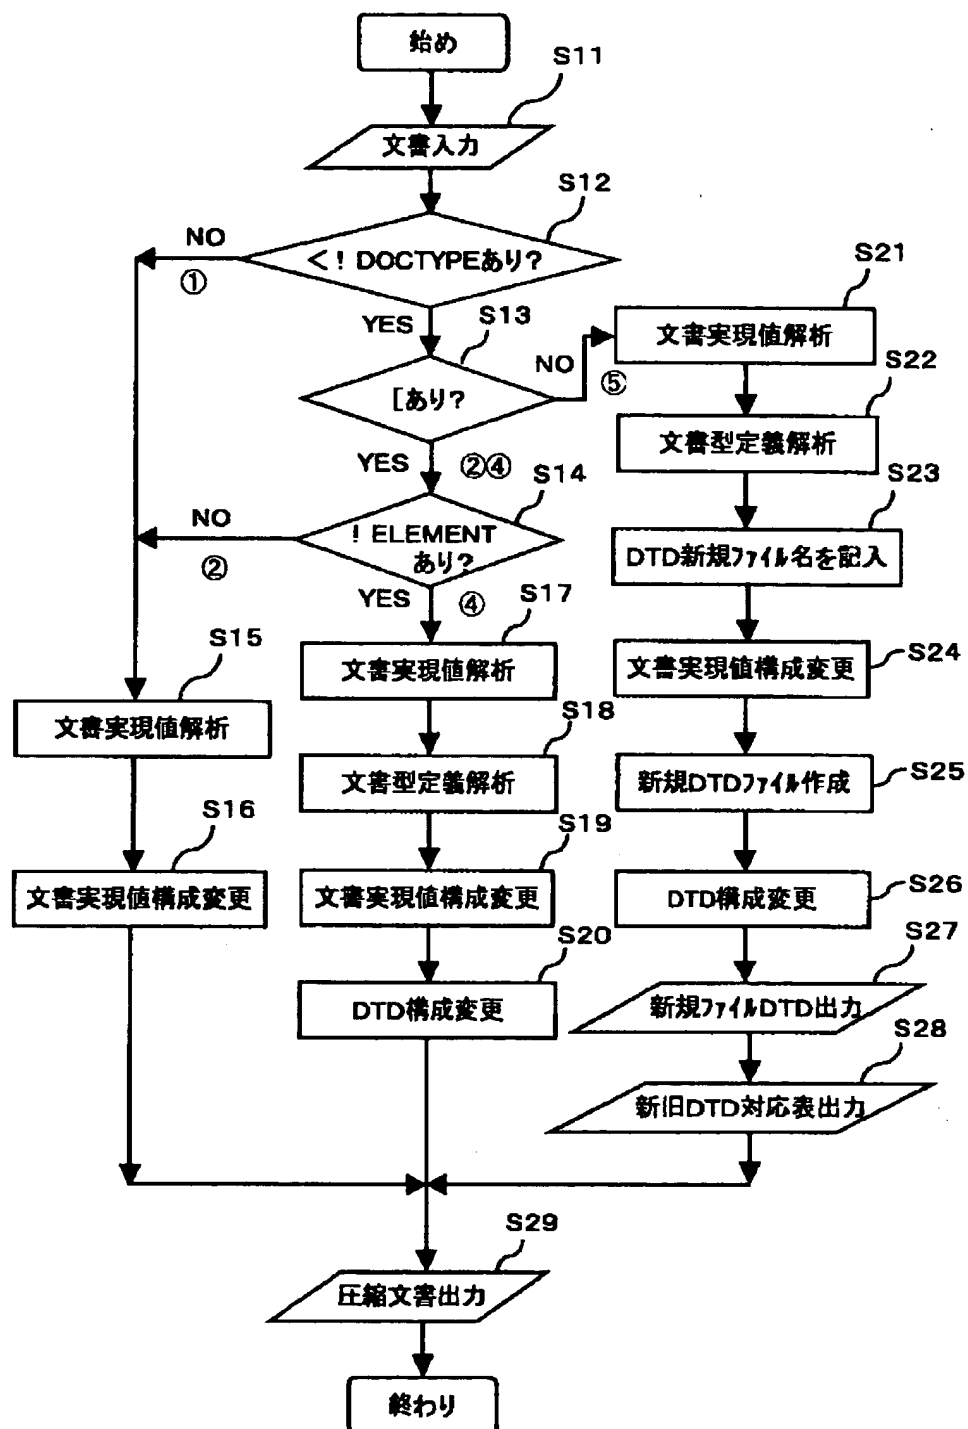 始め
S11
文書入力
S12
<! DOCTYPEあり?
NO
①
YES
S13
[あり?
NO
⑤
YES
②④
S14
! ELEMENT
あり?
NO
②
YES
④
S15
文書実現値解析
S16
文書実現値構成変更
S17
文書実現値解析
S18
文書型定義解析
S19
文書実現値構成変更
S20
DTD構成変更
S21
文書実現値解析
S22
文書型定義解析
S23
DTD新規ファイル名を記入
S24
文書実現値構成変更
S25
新規DTDファイル作成
S26
DTD構成変更
S27
新規ファイルDTD出力
S28
新旧DTD対応表出力
S29
圧縮文書出力
終わり